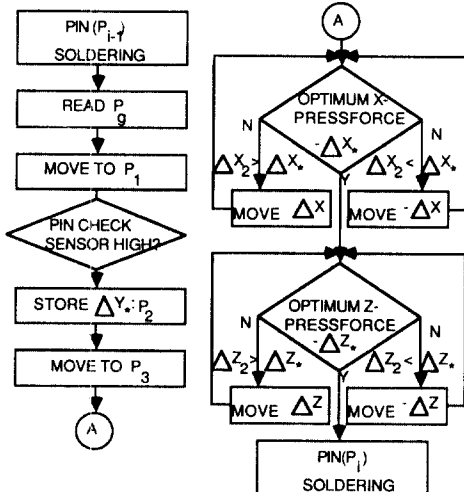 PIN(P_{i-1})
SOLDERING
READ P_g
MOVE TO P_1
PIN CHECK
SENSOR HIGH?
STORE ΔY_*: P_2
MOVE TO P_3
A
A
OPTIMUM X-
PRESSFORCE
-ΔX_*
N
N
ΔX_2>ΔX_*
Y
ΔX_2<ΔX_*
MOVE ΔX
MOVE -ΔX
OPTIMUM Z-
PRESSFORCE
-ΔZ_*
N
N
ΔZ_2>ΔZ_*
Y
ΔZ_2<ΔZ_*
MOVE ΔZ
MOVE -ΔZ
PIN(P_i)
SOLDERING